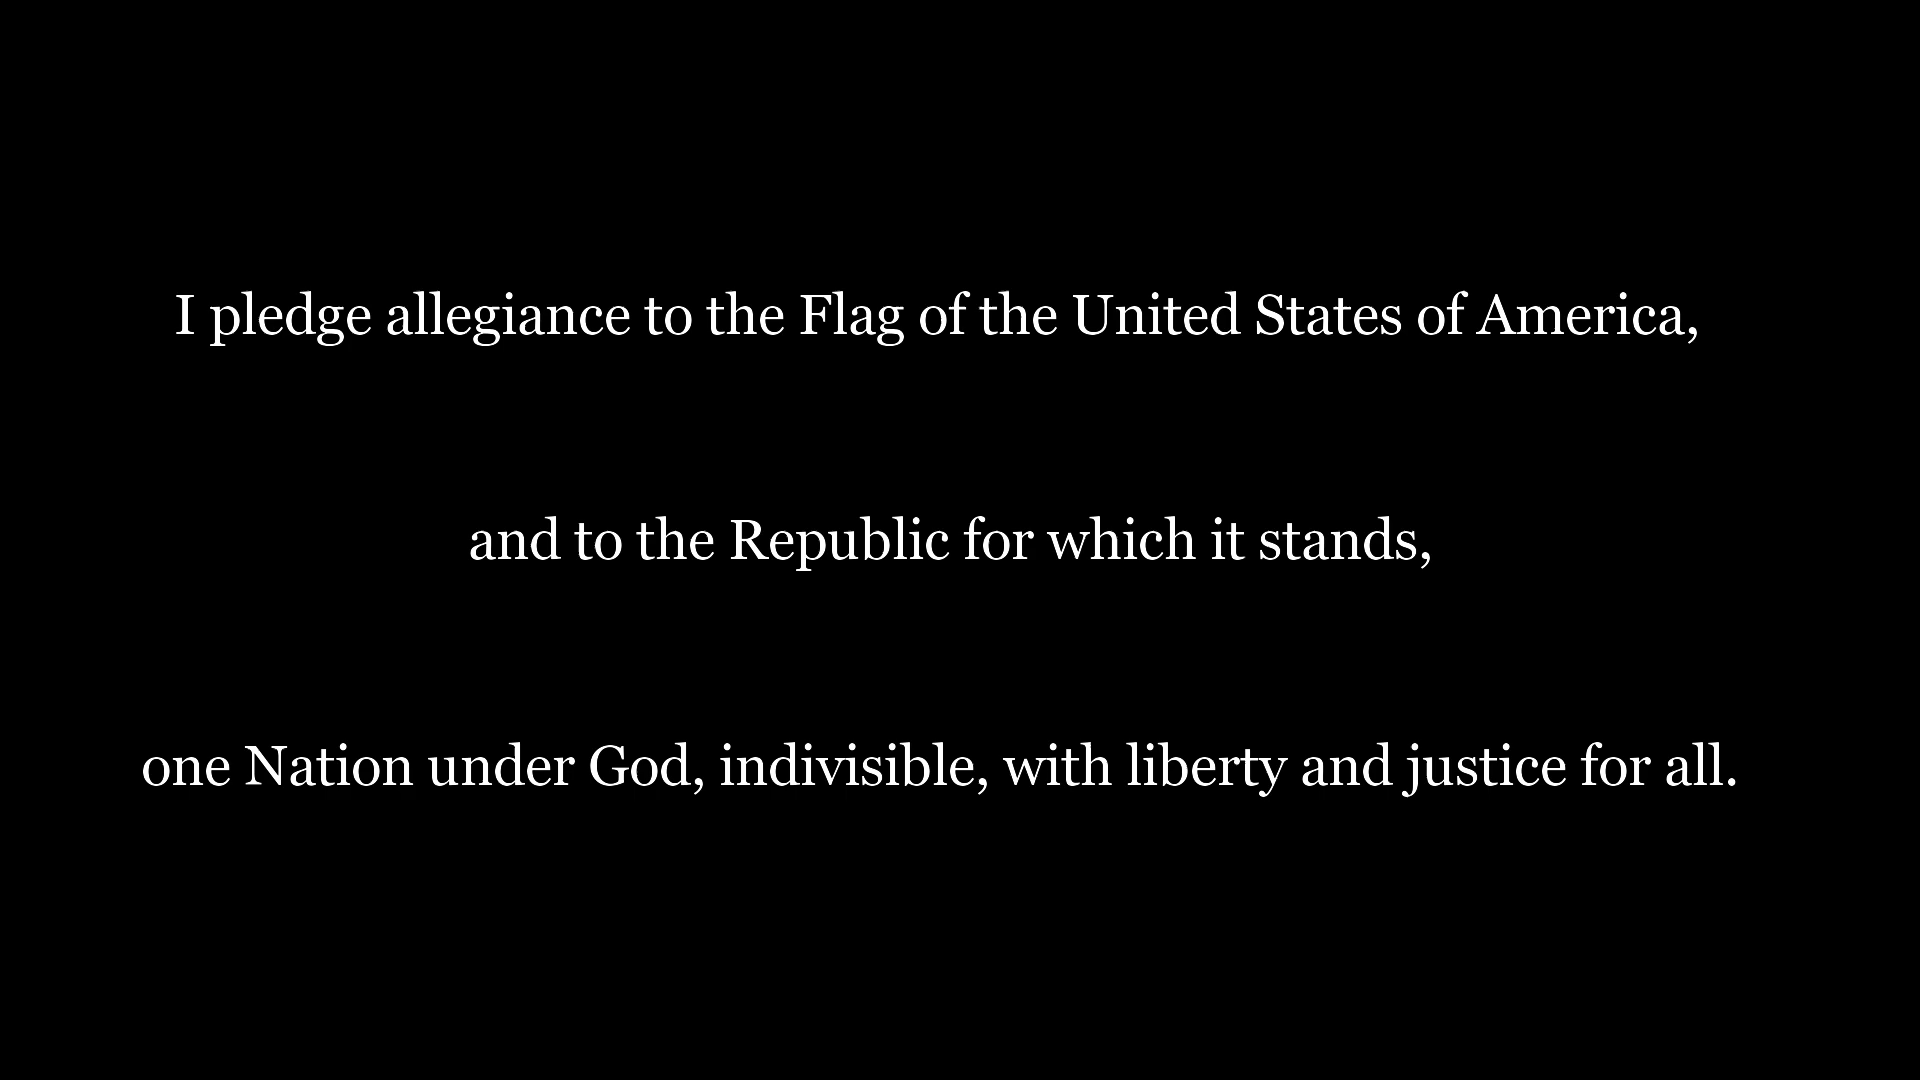 I pledge allegiance to the Flag of the United States of America,
and to the Republic for which it stands,
one Nation under God, indivisible, with liberty and justice for all.